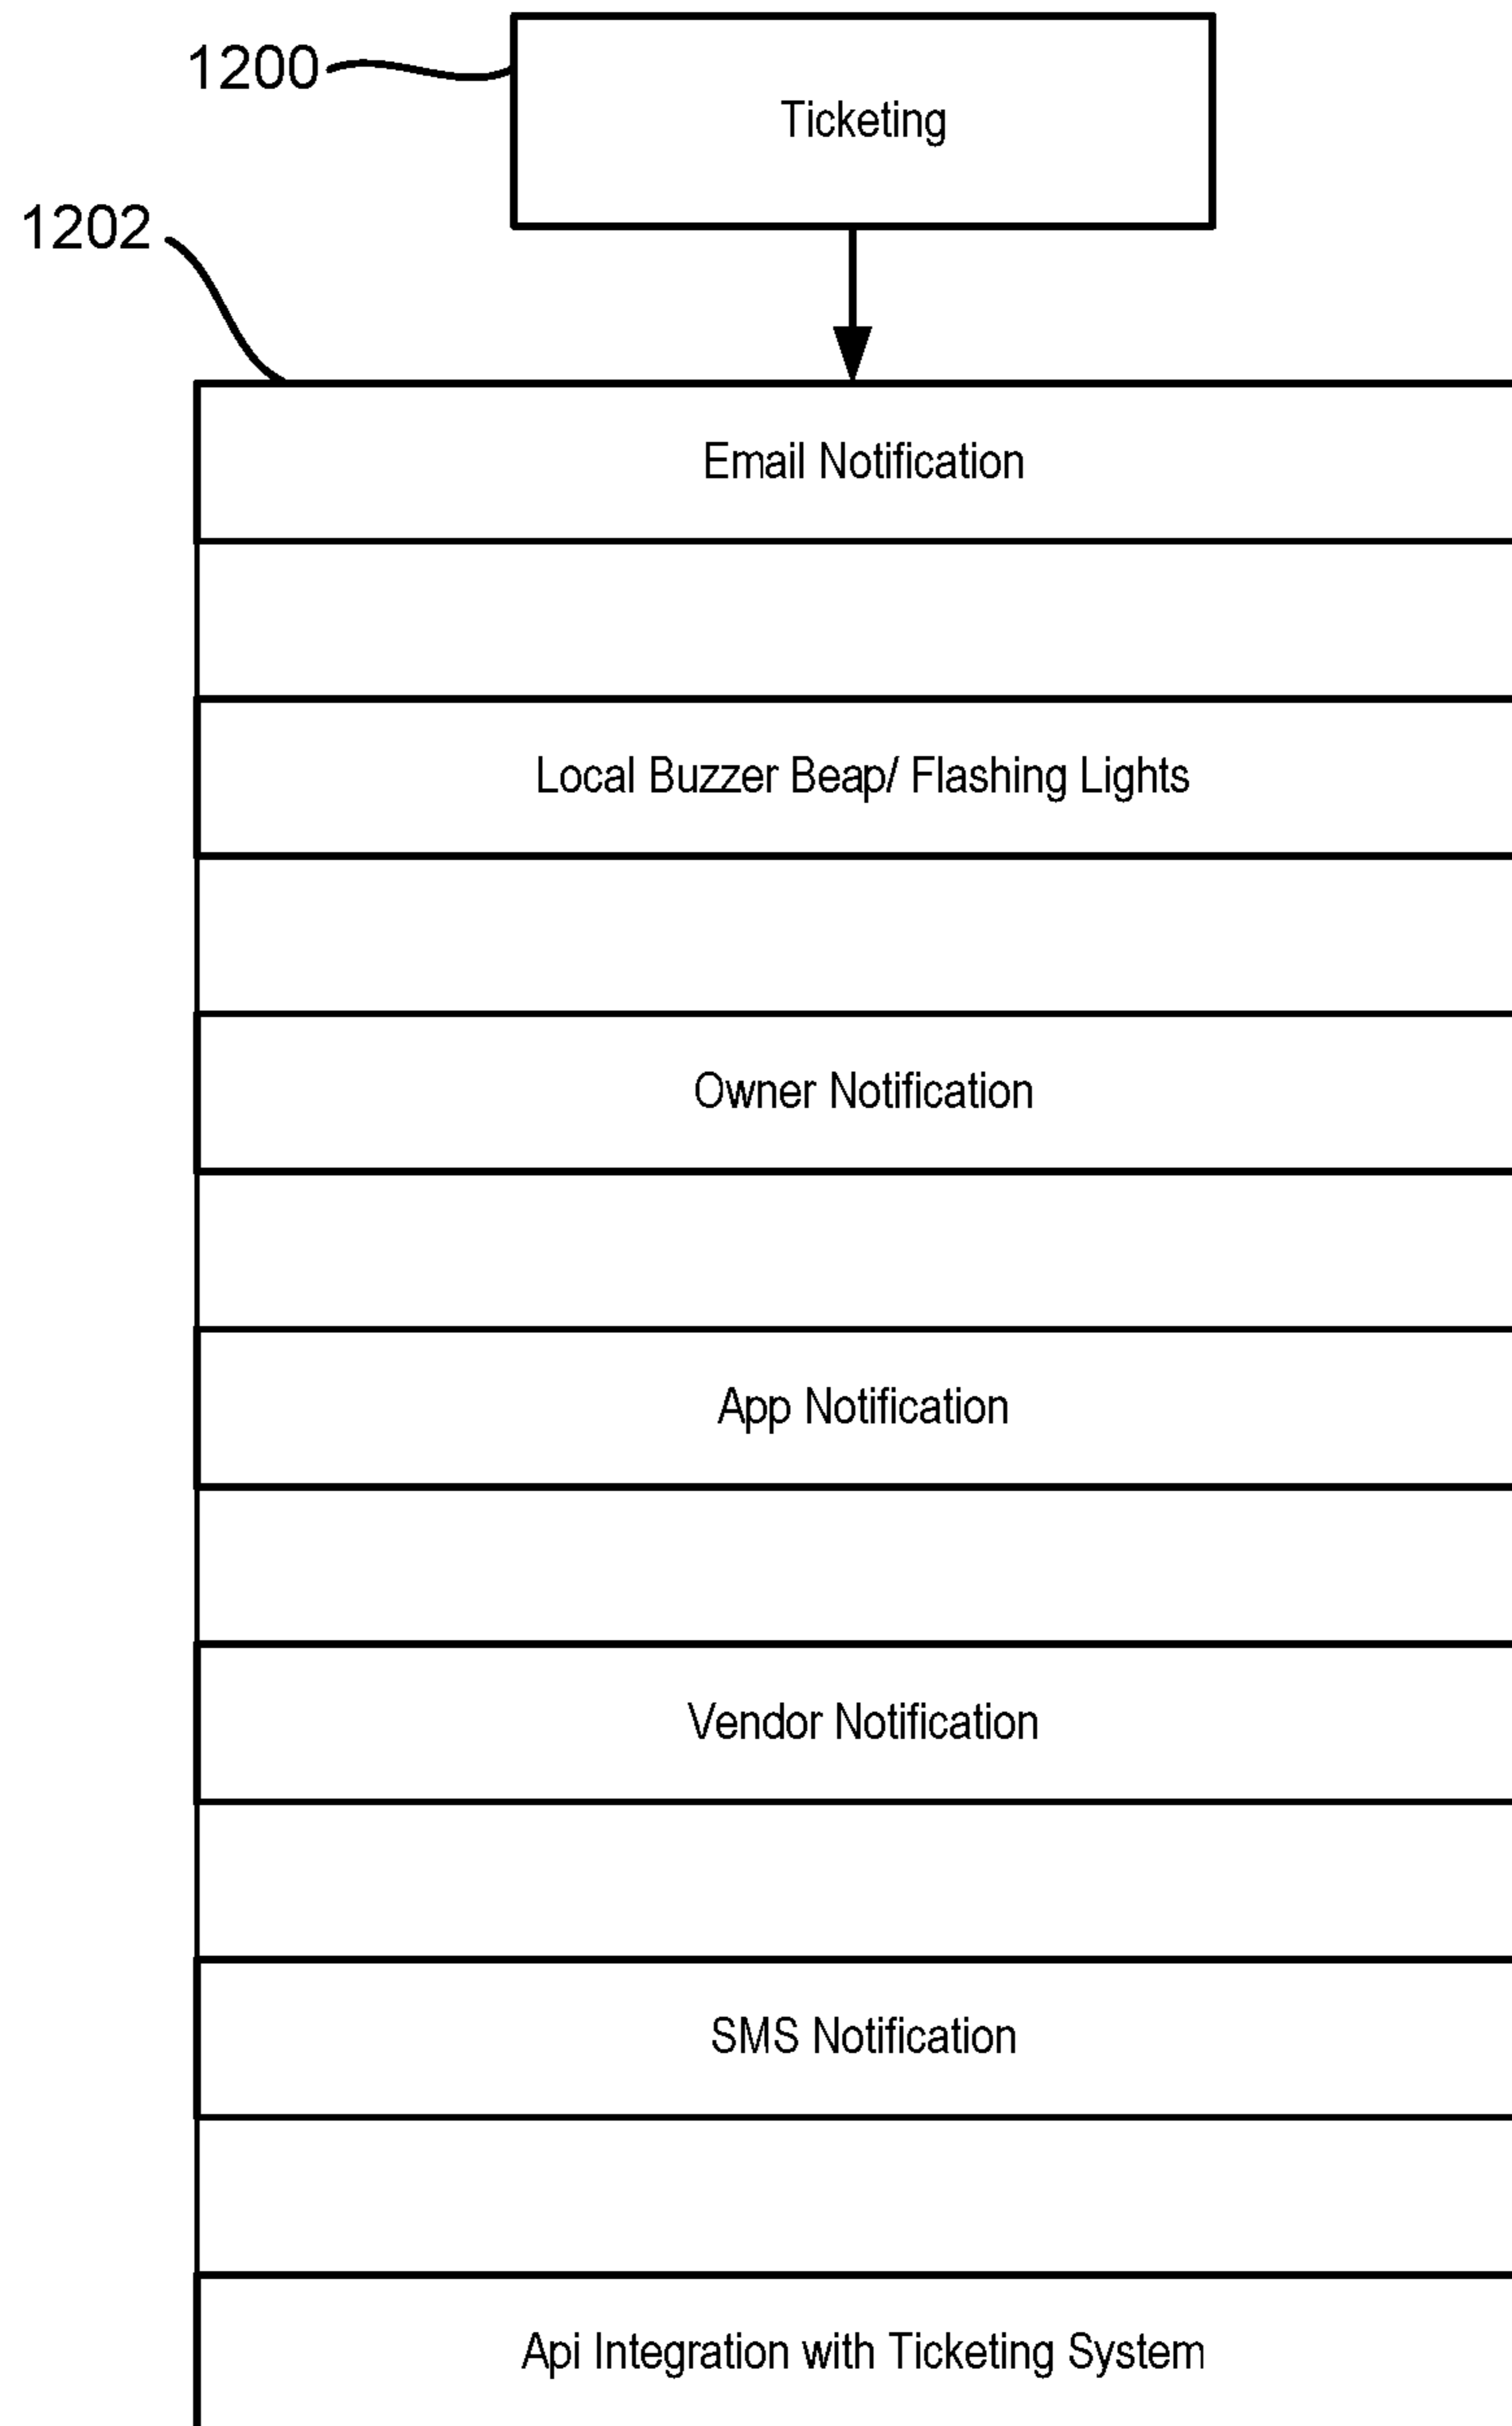 1200
Ticketing
1202
Email Notification
Local Buzzer Beap/ Flashing Lights
Owner Notification
App Notification
Vendor Notification
SMS Notification
Api Integration with Ticketing System